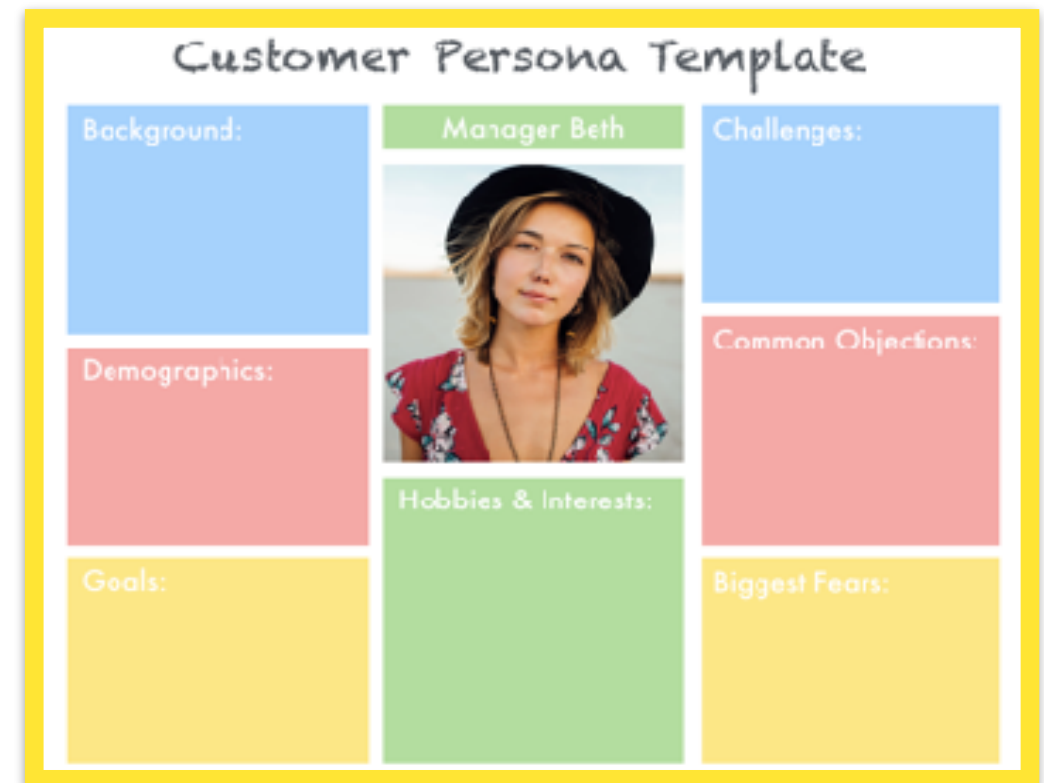 Customer Persona Template
Background:
Manager Beth
Challenges:
Demographics:
Common Objections:
Hobbies & Interests:
Goals:
Biggest Fears: